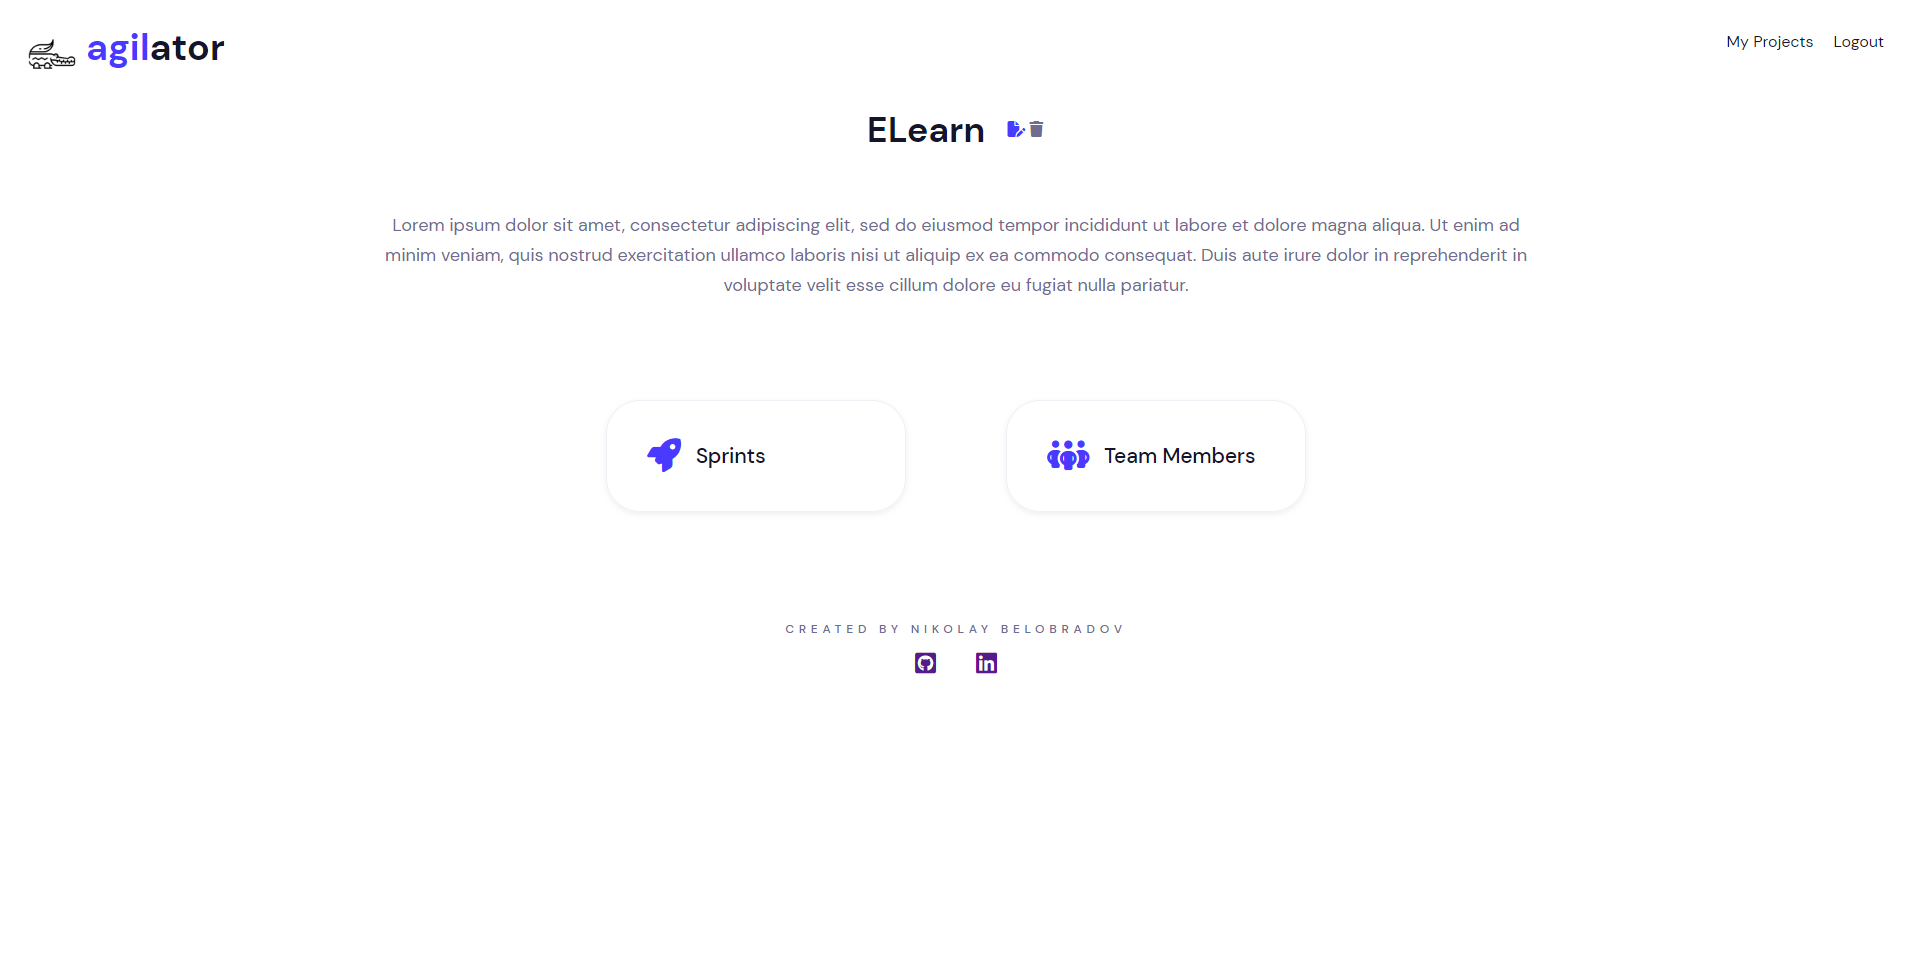 agilator
My Projects Logout
ELearn
Lorem ipsum dolor sit amet, consectetur adipiscing elit, sed do eiusmod tempor incididunt ut labore et dolore magna aliqua. Ut enim ad
minim veniam, quis nostrud exercitation ullamco laboris nisi ut aliquip ex ea commodo consequat. Duis aute irure dolor in reprehenderit in
voluptate velit esse cillum dolore eu fugiat nulla pariatur.
Sprints
Team Members
CREATED BY NIKOLAY BELOBRADOV
in